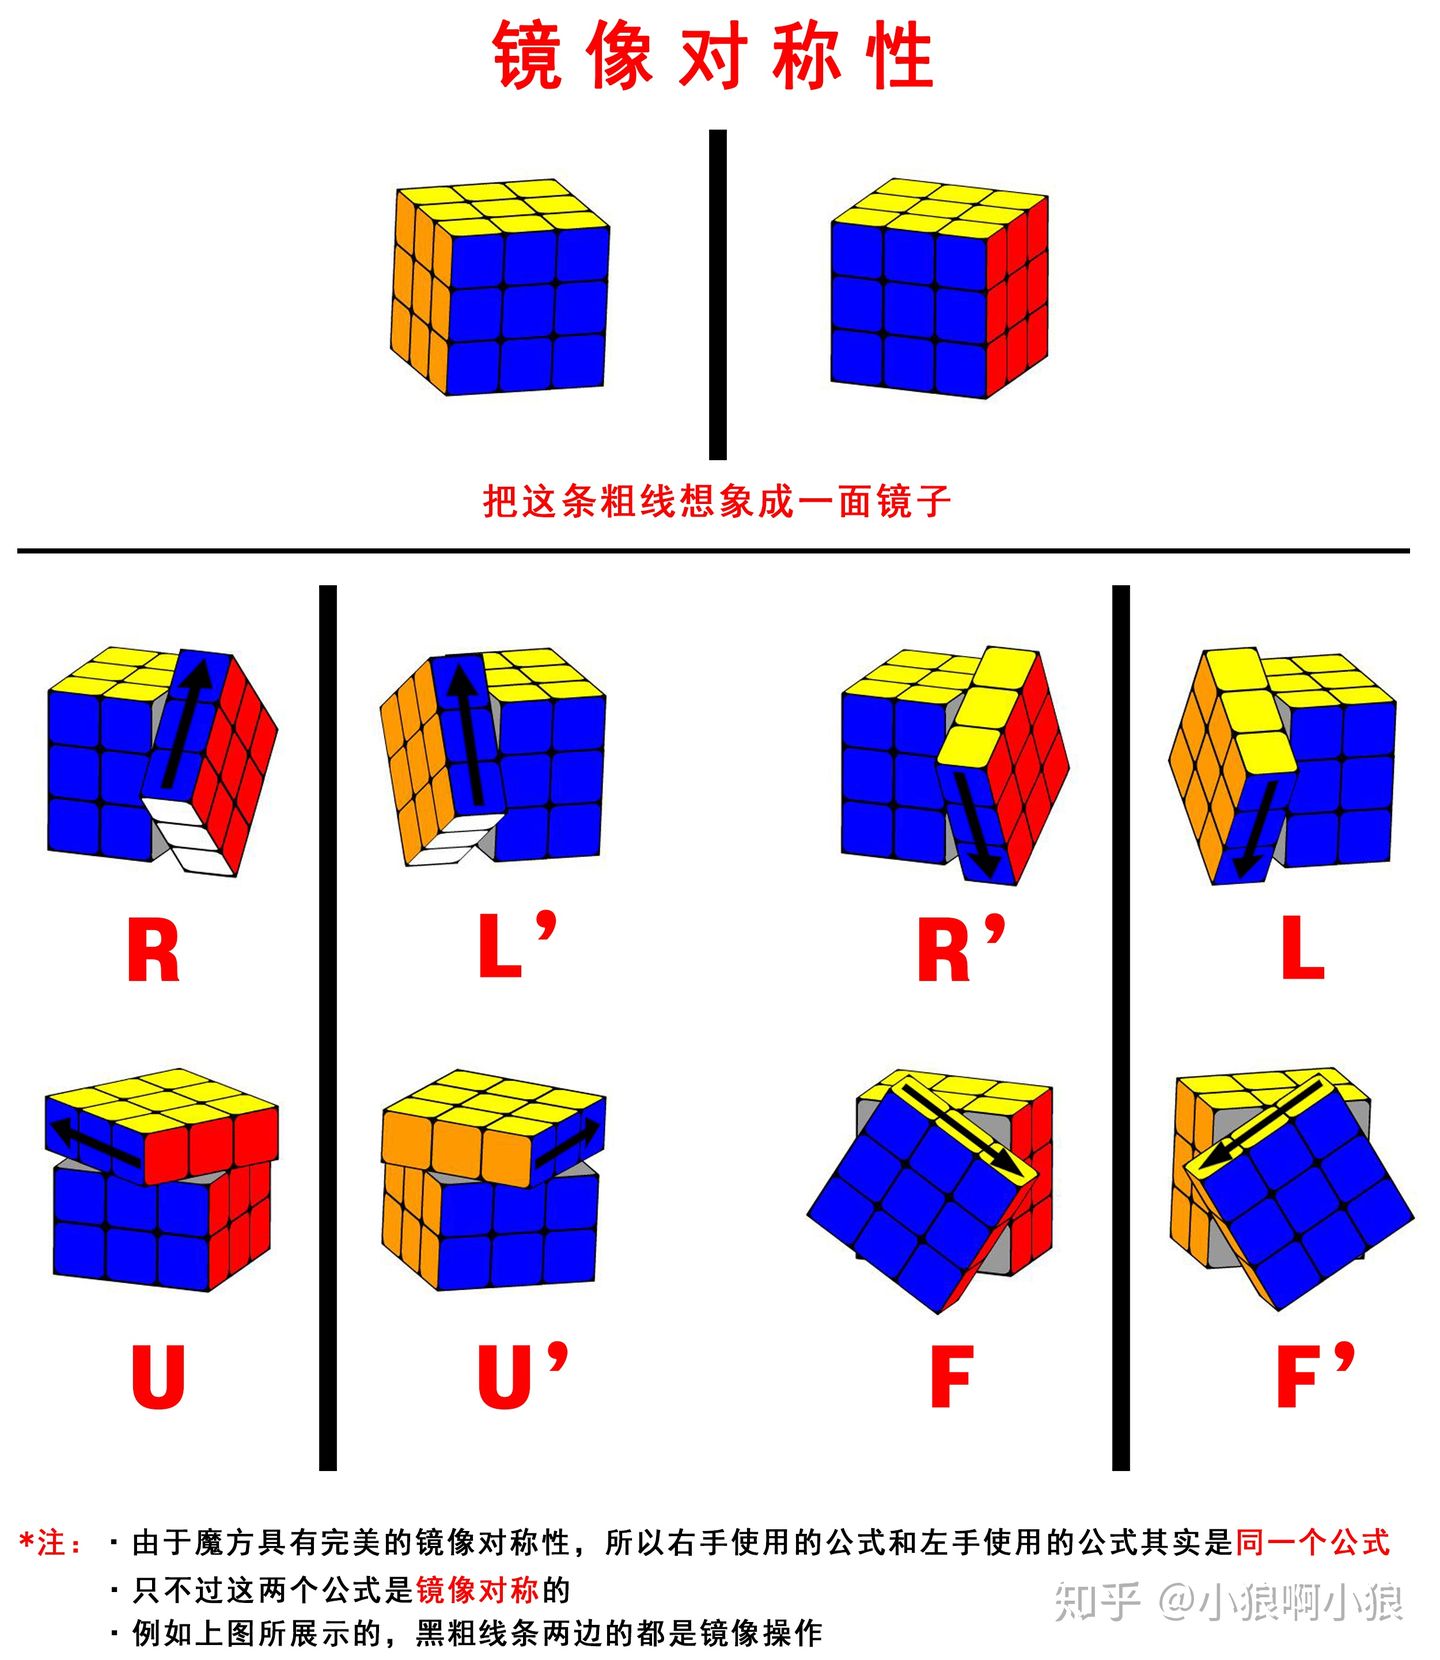 镜像对称性
把这条粗线想象成一面镜子
R L’ R’ L
U U’ F F’
*注： · 由于魔方具有完美的镜像对称性，所以右手使用的公式和左手使用的公式其实是同一个公式
· 只不过这两个公式是镜像对称的
· 例如上图所展示的，黑粗线条两边的都是镜像操作
知乎 @小狼啊小狼